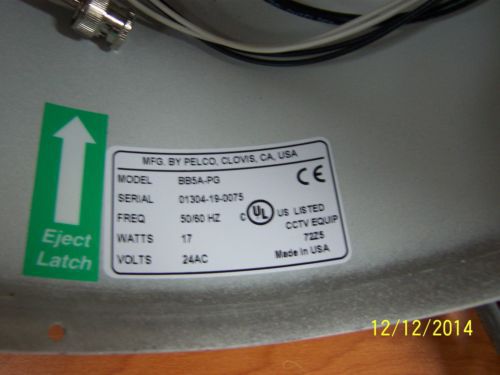 MFG. BY PELCO, CLOVIS, CA, USA
MODEL BB5A-PG
CE
SERIAL 01304-19-0075
FREQ 50/60 HZ
C UL US LISTED
CCTV EQUIP
72Z5
WATTS 17
VOLTS 24AC
Made In USA
Eject
Latch
12/12/2014